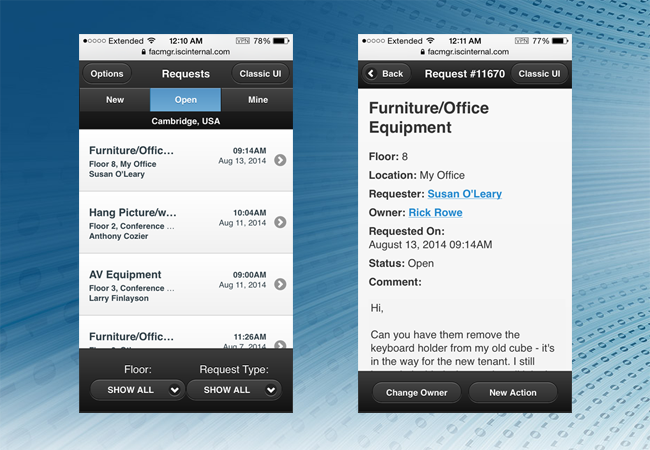 Extended 12:10 AM VPN 78%
facmgr.iscinternal.com
Options Requests Classic UI
New Open Mine
Cambridge, USA
Furniture/Offic… 09:14AM
Floor 8, My Office Aug 13, 2014
Susan O'Leary
Hang Picture/w… 10:04AM
Floor 2, Conference … Aug 11, 2014
Anthony Cozier
AV Equipment 09:00AM
Floor 3, Conference … Aug 11, 2014
Larry Finlayson
Furniture/Offic… 11:26AM
Aug 7, 2014
Floor: Request Type:
SHOW ALL SHOW ALL
Extended 12:11 AM VPN 77%
facmgr.iscinternal.com
Back Request #11670 Classic UI
Furniture/Office
Equipment
Floor: 8
Location: My Office
Requester: Susan O'Leary
Owner: Rick Rowe
Requested On:
August 13, 2014 09:14AM
Status: Open
Comment:
Hi,
Can you have them remove the
keyboard holder from my old cube - it's
in the way for the new tenant. I still
Change Owner New Action